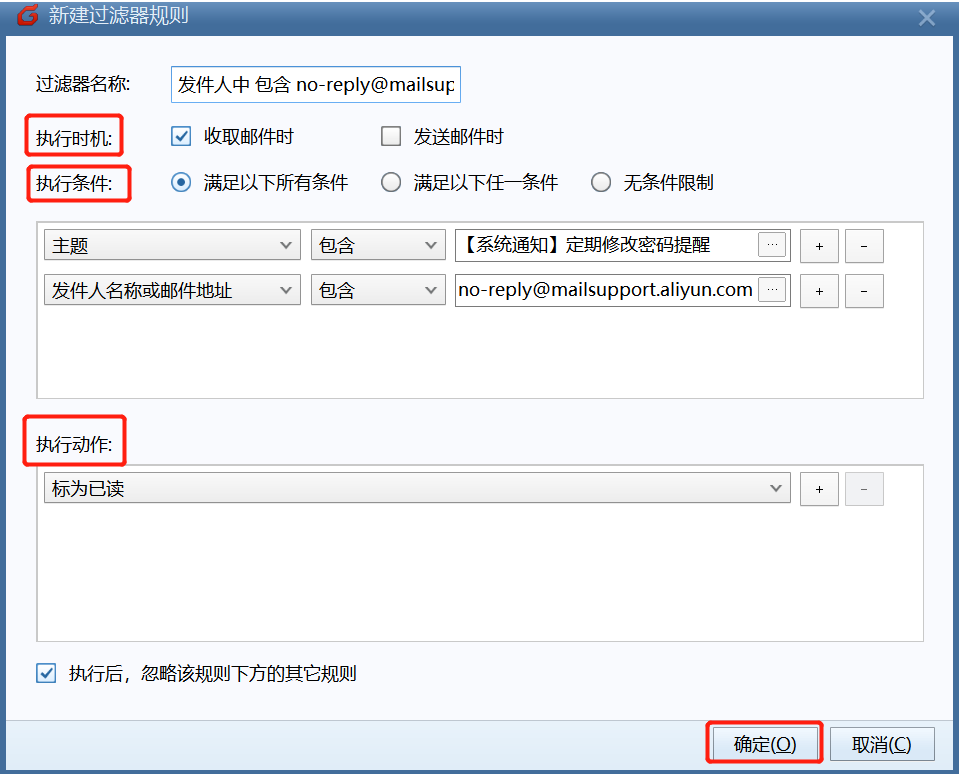 新建过滤器规则
过滤器名称: 发件人中 包含 no-reply@mailsup
执行时机: 收取邮件时 发送邮件时
执行条件: 满足以下所有条件 满足以下任一条件 无条件限制
主题 包含 【系统通知】定期修改密码提醒 ... + -
发件人名称或邮件地址 包含 no-reply@mailsupport.aliyun.com ... + -
执行动作:
标为已读 + -
执行后，忽略该规则下方的其它规则
确定(O) 取消(C)